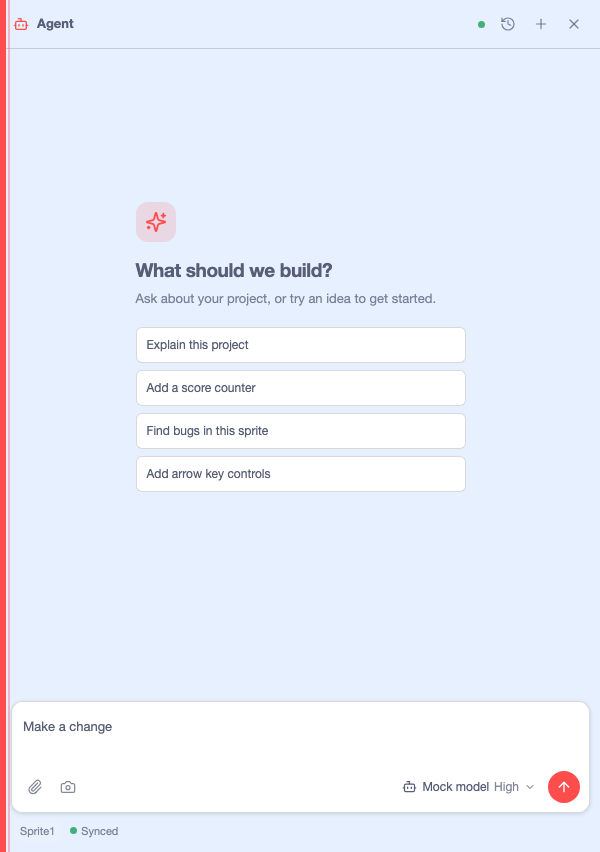 Agent
What should we build?
Ask about your project, or try an idea to get started.
Explain this project
Add a score counter
Find bugs in this sprite
Add arrow key controls
Make a change
Mock model High
Sprite1 Synced